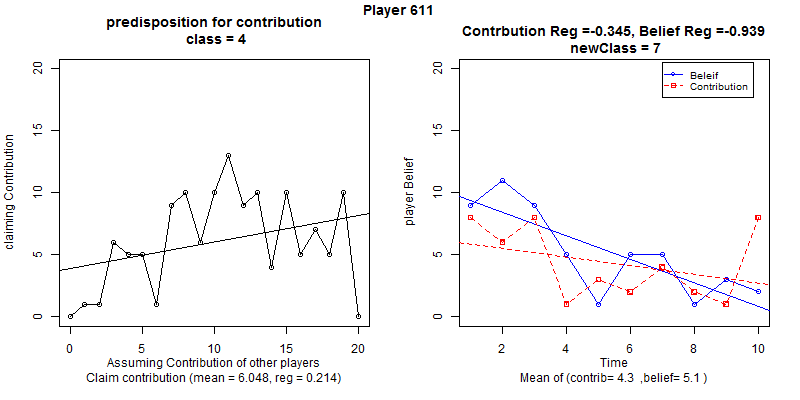 Player 611
predisposition for contribution
class = 4
claiming Contribution
20
15
10
5
0
0 5 10 15 20
Assuming Contribution of other players
Claim contribution (mean = 6.048, reg = 0.214)
Contrbution Reg =-0.345, Belief Reg =-0.939
newClass = 7
player Belief
20
15
10
5
0
Beleif
Contribution
2 4 6 8 10
Time
Mean of (contrib= 4.3 ,belief= 5.1 )